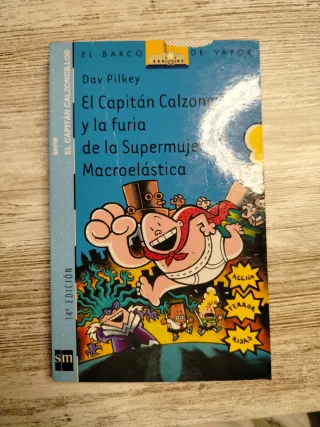 EL BARCO DE VAPOR
Dav Pilkey
El Capitán
y la furia
de la Supermuje
Macroelástica
serie
EL CAPITÁN CALZONCILLOS
14ª EDICIÓN
ACCIÓN
TERROR
RISAS
sm